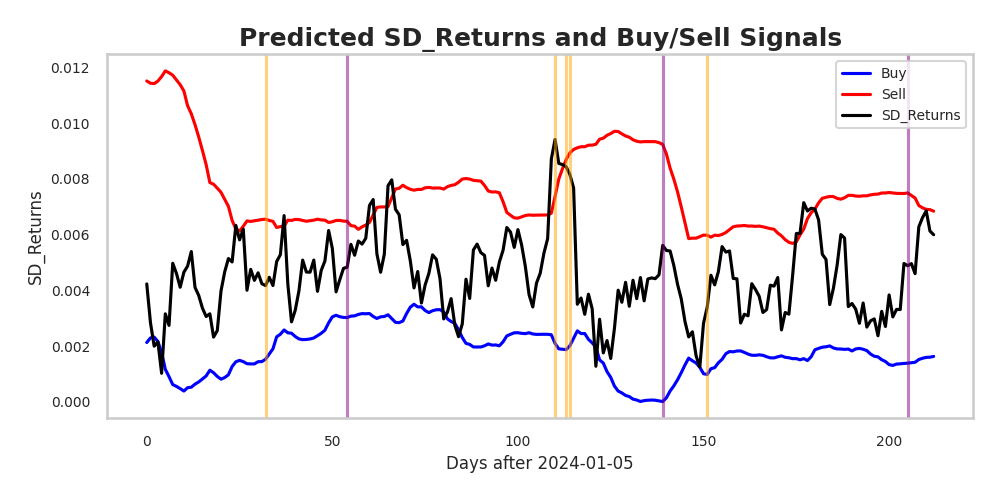 Predicted SD_Returns and Buy/Sell Signals
SD_Returns
0.012
0.010
0.008
0.006
0.004
0.002
0.000
Buy
Sell
SD_Returns
0
50
100
150
200
Days after 2024-01-05